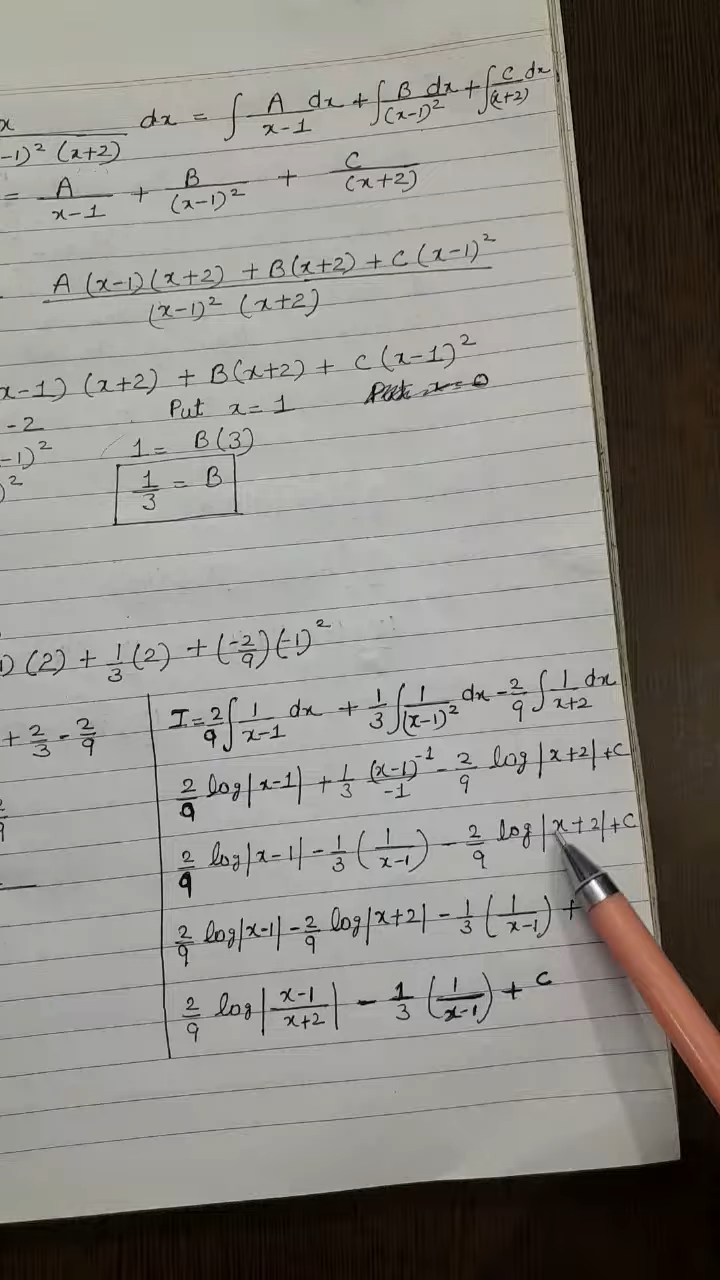 x/(-1)² (x+2) dx = ∫ A/(x-1) dx + ∫ B/(x-1)² dx + ∫ C/(x+2) dx
= A/(x-1) + B/(x-1)² + C/(x+2)
A(x-1)(x+2) + B(x+2) + C(x-1)² / (x-1)² (x+2)
x-1) (x+2) + B(x+2) + C(x-1)²
-2 Put x=1
-1)² 1 = B(3)
)² 1/3 = B
1) (2) + 1/3 (2) + (-2/9)(-1)²
+ 2/3 - 2/9
I = 2/9 ∫ 1/(x-1) dx + 1/3 ∫ 1/(x-1)² dx - 2/9 ∫ 1/(x+2) dx
2/9 log|x-1| + 1/3 (x-1)⁻¹/-1 - 2/9 log|x+2| + C
2/9 log|x-1| - 1/3 (1/(x-1)) - 2/9 log|x+2| + C
2/9 log|x-1| - 2/9 log|x+2| - 1/3 (1/(x-1)) +
2/9 log|(x-1)/(x+2)| - 1/3 (1/(x-1)) + C